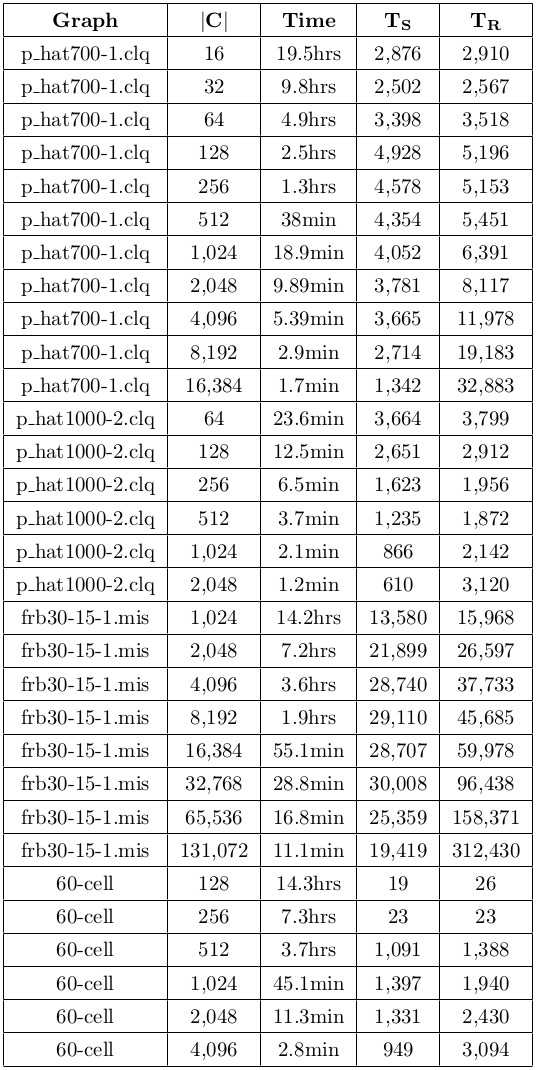 Graph |C| Time T_S T_R
p_hat700-1.clq 16 19.5hrs 2,876 2,910
p_hat700-1.clq 32 9.8hrs 2,502 2,567
p_hat700-1.clq 64 4.9hrs 3,398 3,518
p_hat700-1.clq 128 2.5hrs 4,928 5,196
p_hat700-1.clq 256 1.3hrs 4,578 5,153
p_hat700-1.clq 512 38min 4,354 5,451
p_hat700-1.clq 1,024 18.9min 4,052 6,391
p_hat700-1.clq 2,048 9.89min 3,781 8,117
p_hat700-1.clq 4,096 5.39min 3,665 11,978
p_hat700-1.clq 8,192 2.9min 2,714 19,183
p_hat700-1.clq 16,384 1.7min 1,342 32,883
p_hat1000-2.clq 64 23.6min 3,664 3,799
p_hat1000-2.clq 128 12.5min 2,651 2,912
p_hat1000-2.clq 256 6.5min 1,623 1,956
p_hat1000-2.clq 512 3.7min 1,235 1,872
p_hat1000-2.clq 1,024 2.1min 866 2,142
p_hat1000-2.clq 2,048 1.2min 610 3,120
frb30-15-1.mis 1,024 14.2hrs 13,580 15,968
frb30-15-1.mis 2,048 7.2hrs 21,899 26,597
frb30-15-1.mis 4,096 3.6hrs 28,740 37,733
frb30-15-1.mis 8,192 1.9hrs 29,110 45,685
frb30-15-1.mis 16,384 55.1min 28,707 59,978
frb30-15-1.mis 32,768 28.8min 30,008 96,438
frb30-15-1.mis 65,536 16.8min 25,359 158,371
frb30-15-1.mis 131,072 11.1min 19,419 312,430
60-cell 128 14.3hrs 19 26
60-cell 256 7.3hrs 23 23
60-cell 512 3.7hrs 1,091 1,388
60-cell 1,024 45.1min 1,397 1,940
60-cell 2,048 11.3min 1,331 2,430
60-cell 4,096 2.8min 949 3,094